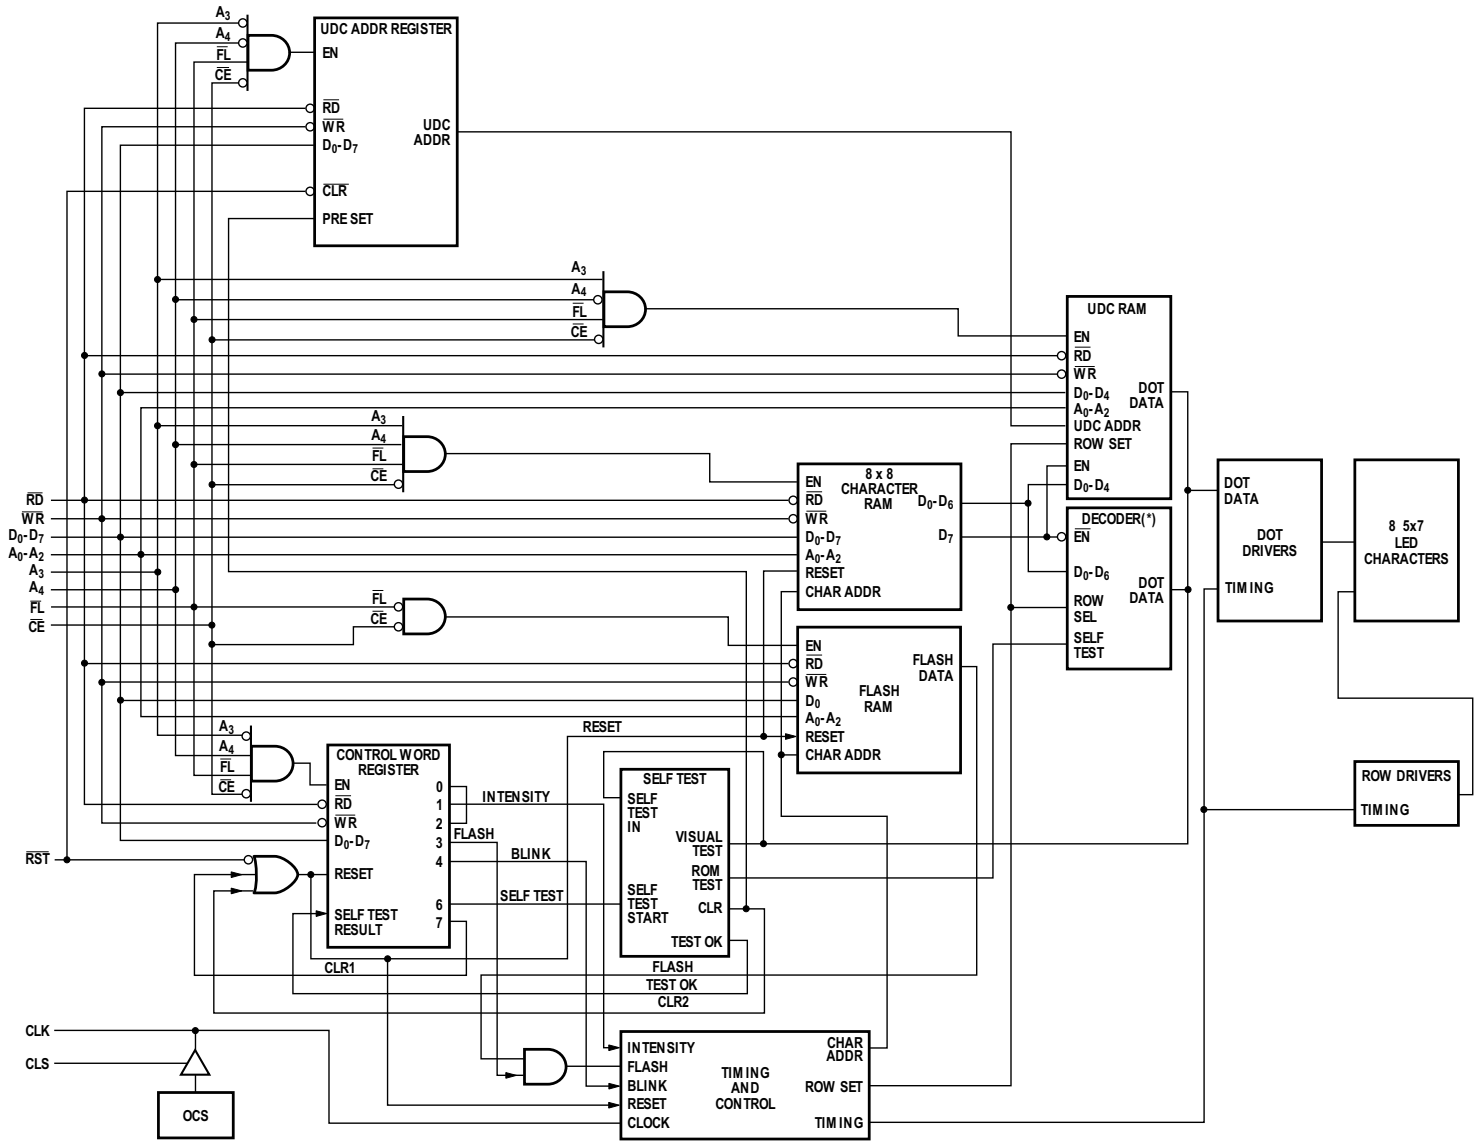 A3
A4
FL
CE
UDC ADDR REGISTER
EN
RD
WR
D0-D7
CLR
PRE SET
UDC
ADDR
A3
A4
FL
CE
UDC RAM
EN
RD
WR
D0-D4
A0-A2
UDC ADDR
ROW SET
EN
D0-D4
DOT
DATA
A3
A4
FL
CE
8 x 8
CHARACTER
RAM
EN
RD
WR
D0-D7
A0-A2
RESET
CHAR ADDR
D0-D6
D7
DECODER(*)
EN
D0-D6
ROW
SEL
SELF
TEST
DOT
DATA
DOT
DATA
DOT
DRIVERS
TIMING
8 5x7
LED
CHARACTERS
RD
WR
D0-D7
A0-A2
A3
A4
FL
CE
FL
CE
EN
RD
WR
D0
A0-A2
RESET
CHAR ADDR
FLASH
DATA
FLASH
RAM
RESET
A3
A4
FL
CE
CONTROL WORD
REGISTER
EN
RD
WR
D0-D7
RESET
SELF TEST
RESULT
0
1
2
3
4
6
7
INTENSITY
FLASH
BLINK
SELF TEST
SELF TEST
SELF
TEST
IN
VISUAL
TEST
ROM
TEST
SELF
TEST
START
CLR
TEST OK
ROW DRIVERS
TIMING
RST
CLR1
FLASH
TEST OK
CLR2
CLK
CLS
OCS
INTENSITY
FLASH
BLINK
RESET
CLOCK
TIMING
AND
CONTROL
CHAR
ADDR
ROW SET
TIMING